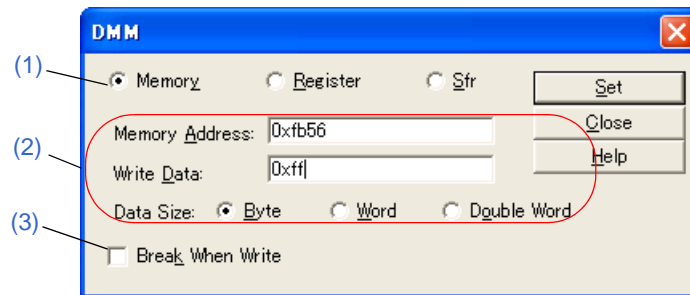 DMM
(1)
Memory Register Sfr Set
Memory Address: 0xfb56 Close
(2)
Write Data: 0xff Help
Data Size: Byte Word Double Word
(3)
Break When Write